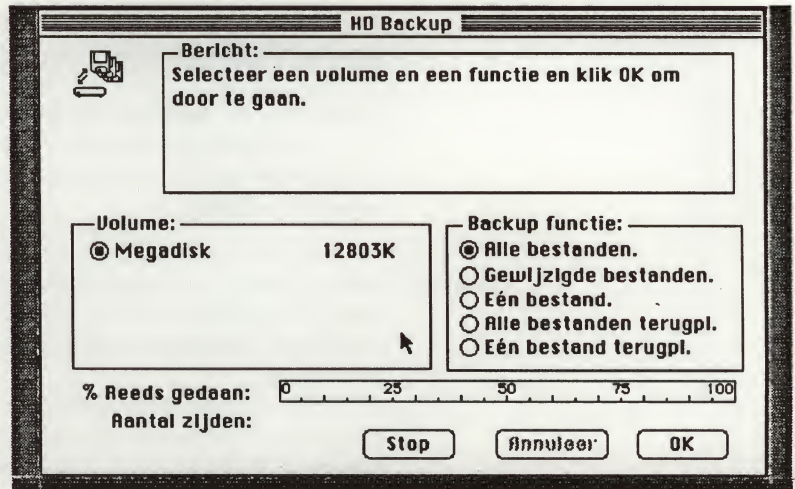 HD Backup
Bericht:
Selecteer een volume en een functie en klik OK om
door te gaan.
Volume:
Megadisk 12803K
Backup functie:
Alle bestanden.
Gewijzigde bestanden.
Eén bestand.
Alle bestanden terugpl.
Eén bestand terugpl.
% Reeds gedaan: 0 25 50 75 100
Aantal zijden:
Stop Annuleer OK